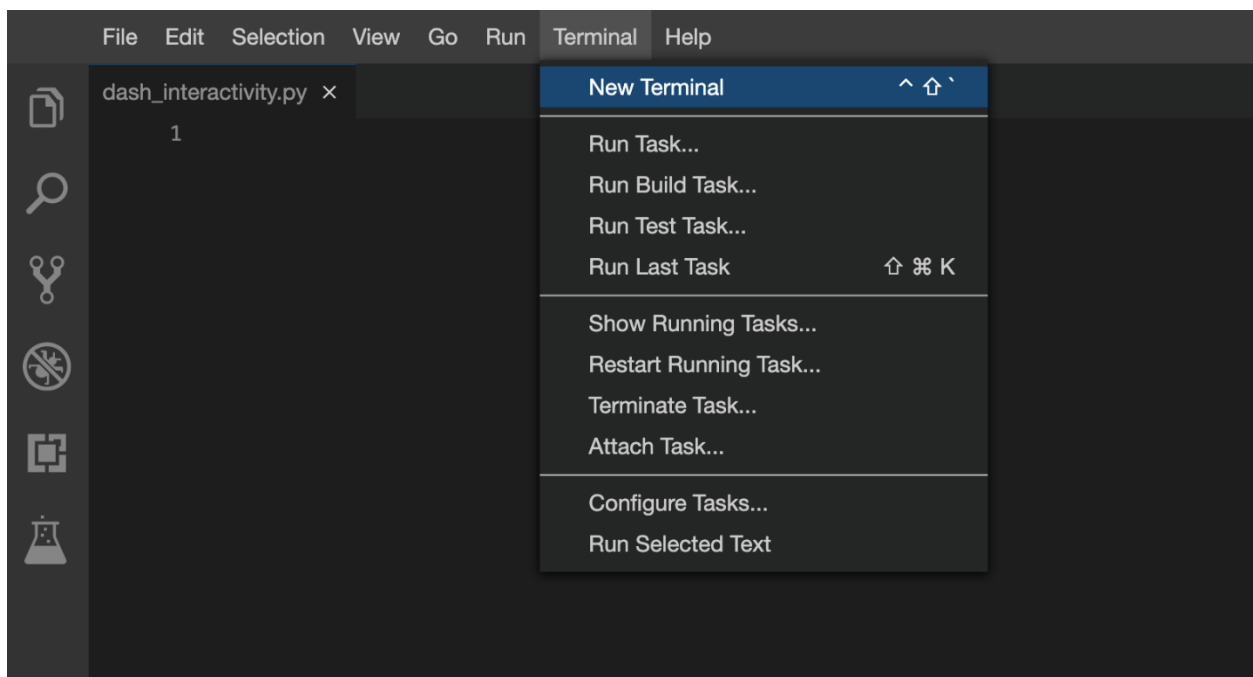 File Edit Selection View Go Run Terminal Help
dash_interactivity.py ×
1
New Terminal ^ ⇧ `
Run Task...
Run Build Task...
Run Test Task...
Run Last Task ⇧ ⌘ K
Show Running Tasks...
Restart Running Task...
Terminate Task...
Attach Task...
Configure Tasks...
Run Selected Text